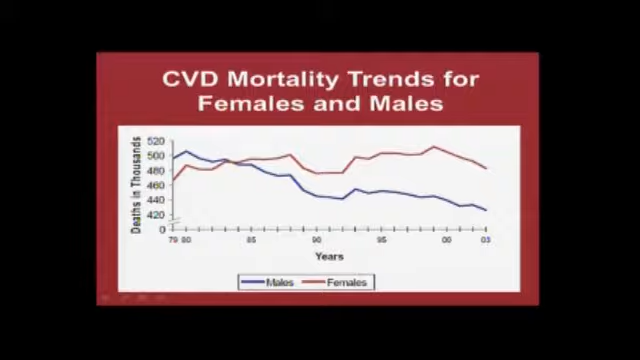 CVD Mortality Trends for
Females and Males
Deaths in Thousands
520
500
480
460
440
420
0
79 80 85 90 95 00 03
Years
Males Females